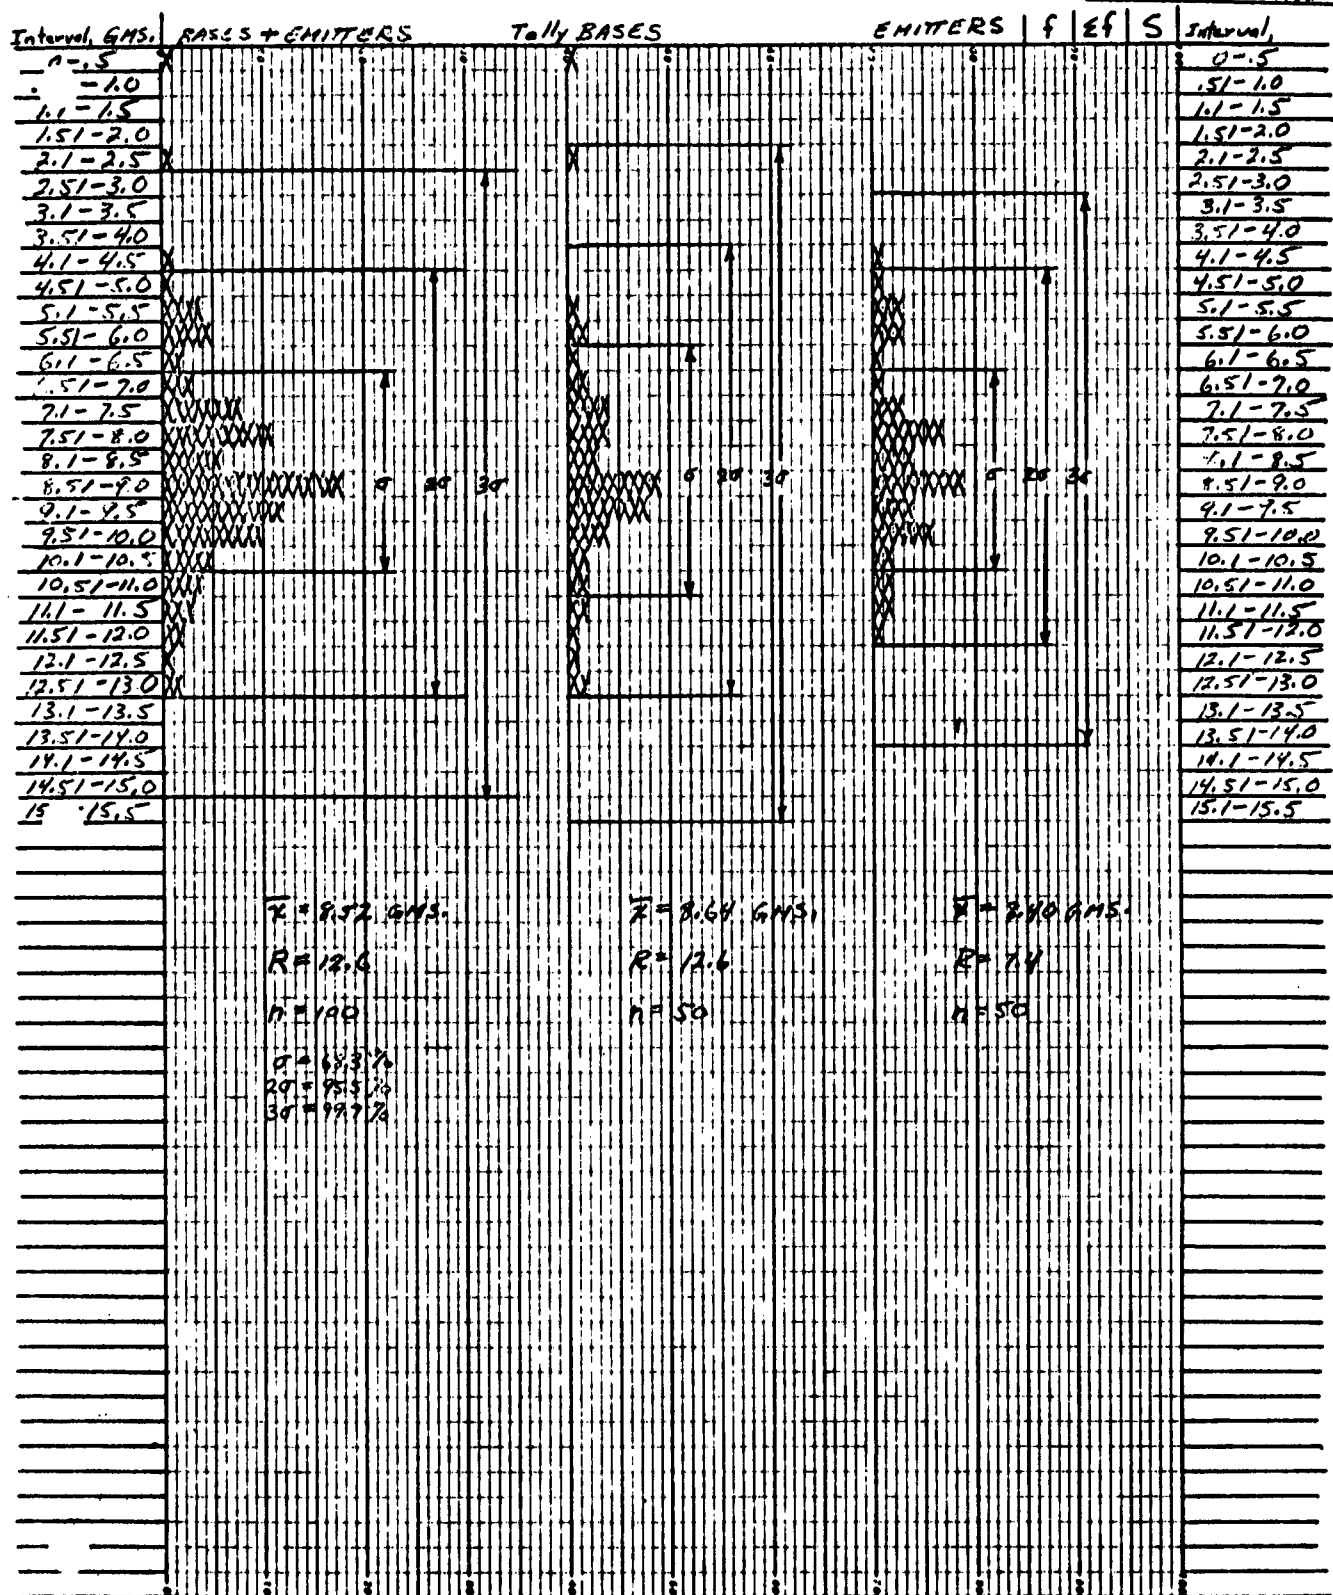 Interval, GMS. BASES + EMITTERS Tally BASES EMITTERS f Σf S Interval,
.5 0-.5
- 1.0 .51-1.0
1.1-1.5 1.1-1.5
1.51-2.0 1.51-2.0
2.1-2.5 2.1-2.5
2.51-3.0 2.51-3.0
3.1-3.5 3.1-3.5
3.51-4.0 3.51-4.0
4.1-4.5 4.1-4.5
4.51-5.0 4.51-5.0
5.1-5.5 5.1-5.5
5.51-6.0 5.51-6.0
6.1-6.5 6.1-6.5
.51-7.0 6.51-7.0
7.1-7.5 7.1-7.5
7.51-8.0 7.51-8.0
8.1-8.5 .1-8.5
8.51-9.0 σ 2σ 3σ σ 2σ 3σ σ 2σ 3σ 8.51-9.0
9.1-9.5 9.1-9.5
9.51-10.0 9.51-10.0
10.1-10.5 10.1-10.5
10.51-11.0 10.51-11.0
11.1-11.5 11.1-11.5
11.51-12.0 11.51-12.0
12.1-12.5 12.1-12.5
12.51-13.0 12.51-13.0
13.1-13.5 13.1-13.5
13.51-14.0 13.51-14.0
14.1-14.5 14.1-14.5
14.51-15.0 14.51-15.0
15 15.5 15.1-15.5
x̄ = 8.52 GMS. x̄ = 8.64 GMS. x̄ = 8.40 GMS.
R = 12.6 R = 12.6 R = 7.4
n = 100 n = 50 n = 50
σ = 68.3%
2σ = 95.5%
3σ = 99.7%